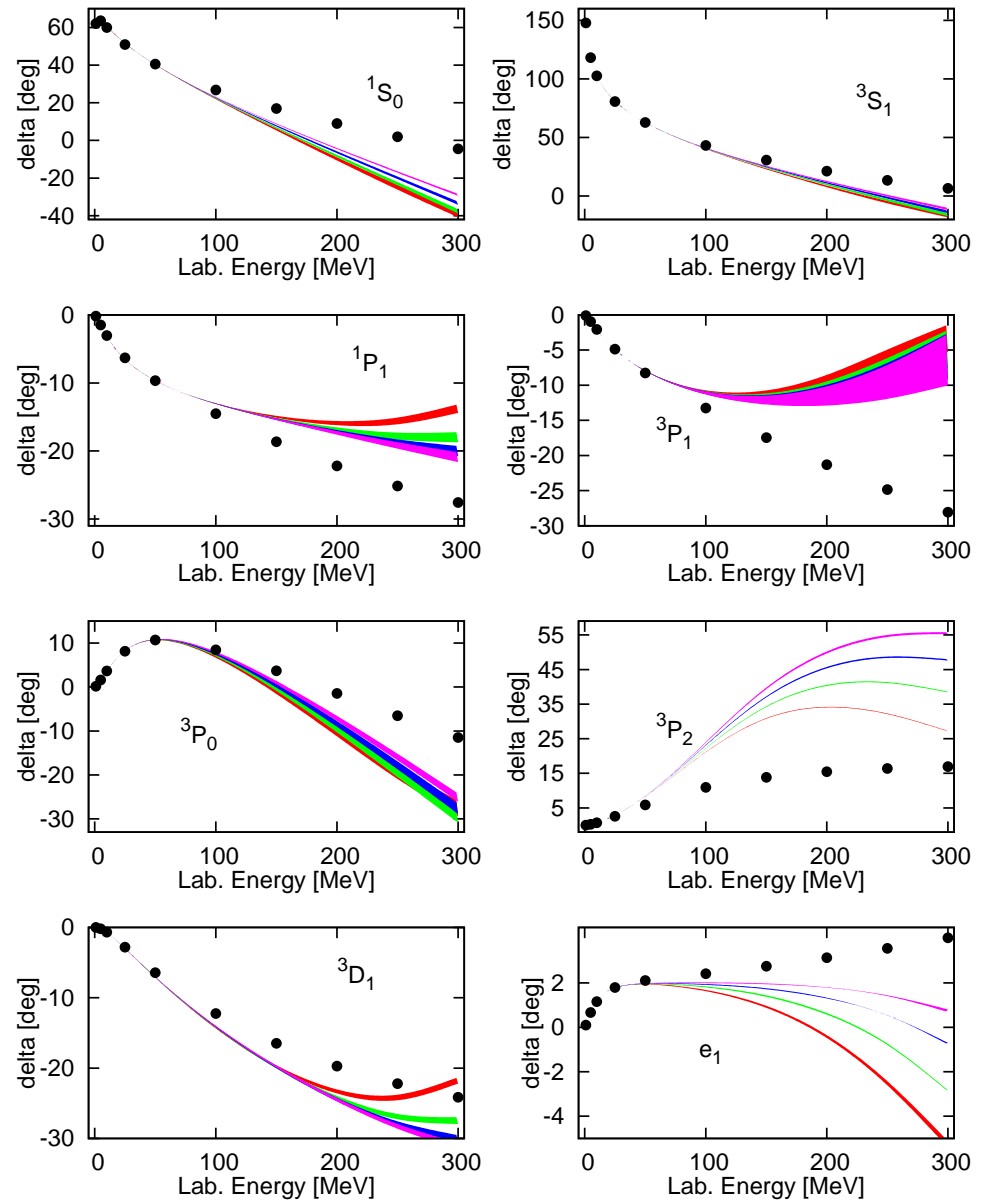 60
40
20
0
-20
-40
delta [deg]
¹S₀
0 100 200 300
Lab. Energy [MeV]
150
100
50
0
delta [deg]
³S₁
0 100 200 300
Lab. Energy [MeV]
0
-10
-20
-30
delta [deg]
¹P₁
0 100 200 300
Lab. Energy [MeV]
0
-5
-10
-15
-20
-25
-30
delta [deg]
³P₁
0 100 200 300
Lab. Energy [MeV]
10
0
-10
-20
-30
delta [deg]
³P₀
0 100 200 300
Lab. Energy [MeV]
55
45
35
25
15
5
delta [deg]
³P₂
0 100 200 300
Lab. Energy [MeV]
0
-10
-20
-30
delta [deg]
³D₁
0 100 200 300
Lab. Energy [MeV]
2
0
-2
-4
delta [deg]
e₁
0 100 200 300
Lab. Energy [MeV]